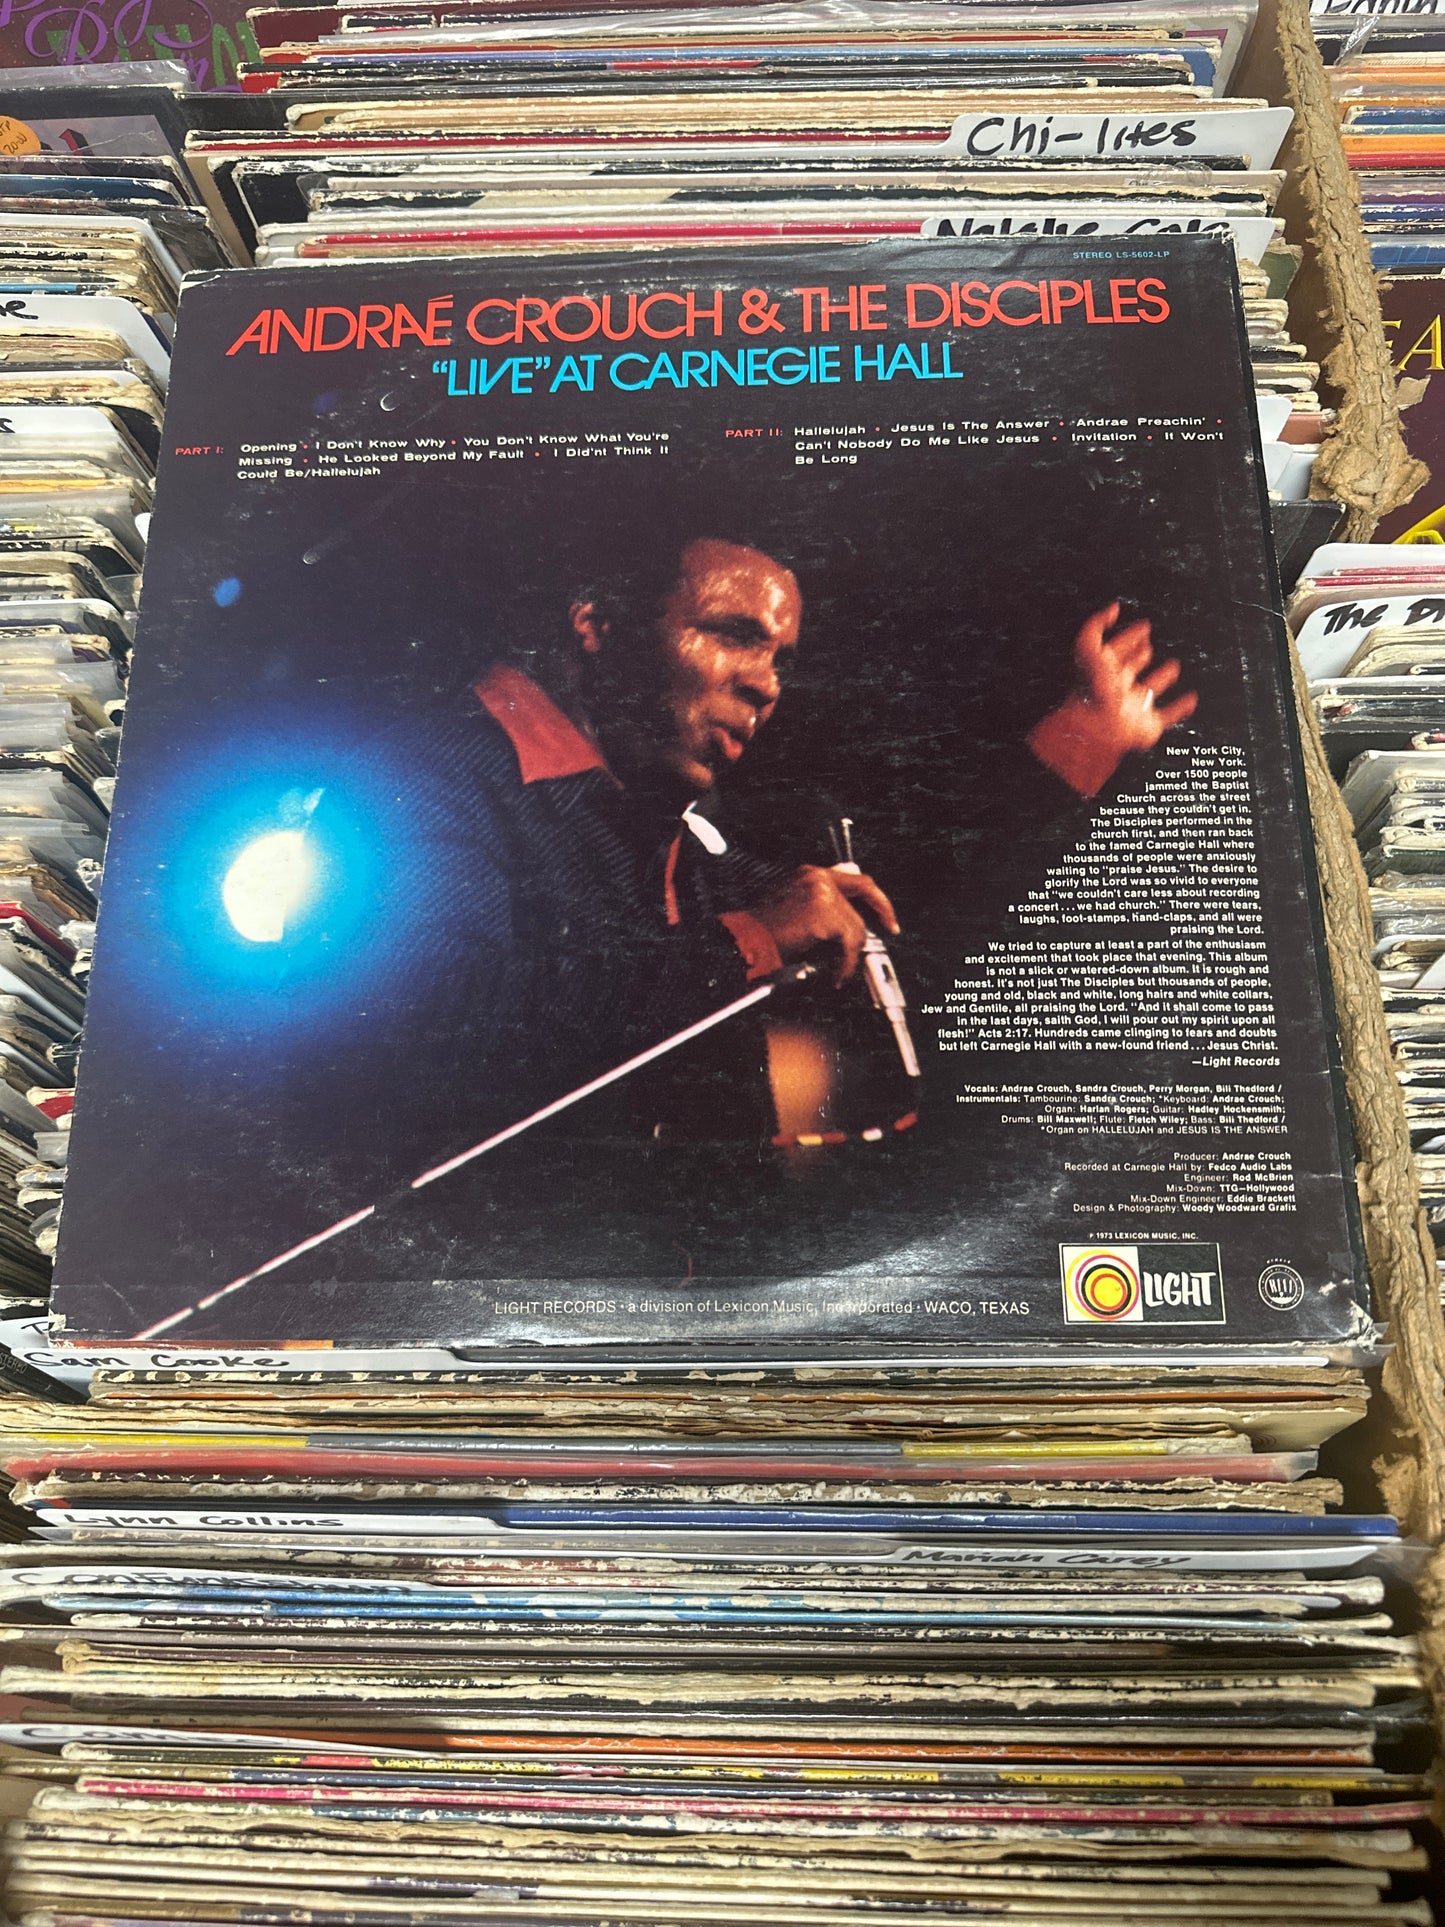 Chi-lites
Natalie Cole
STEREO LS-5602-LP
ANDRAÉ CROUCH & THE DISCIPLES
“LIVE” AT CARNEGIE HALL
PART I: Opening • I Don't Know Why • You Don't Know What You're
Missing • He Looked Beyond My Fault • I Did'nt Think It
Could Be/Hallelujah
PART II: Hallelujah • Jesus Is The Answer • Andrae Preachin' •
Can't Nobody Do Me Like Jesus • Invitation • It Won't
Be Long
New York City,
New York.
Over 1500 people
jammed the Baptist
Church across the street
because they couldn't get in.
The Disciples performed in the
church first, and then ran back
to the famed Carnegie Hall where
thousands of people were anxiously
waiting to “praise Jesus.” The desire to
glorify the Lord was so vivid to everyone
that “we couldn't care less about recording
a concert...we had church.” There were tears,
laughs, foot-stamps, hand-claps, and all were
praising the Lord.
We tried to capture at least a part of the enthusiasm
and excitement that took place that evening. This album
is not a slick or watered-down album. It is rough and
honest. It's not just The Disciples but thousands of people,
young and old, black and white, long hairs and white collars,
Jew and Gentile, all praising the Lord. “And it shall come to pass
in the last days, saith God, I will pour out my spirit upon all
flesh!” Acts 2:17. Hundreds came clinging to fears and doubts
but left Carnegie Hall with a new-found friend...Jesus Christ.
—Light Records
Vocals: Andrae Crouch, Sandra Crouch, Perry Morgan, Bili Thedford /
Instrumentals: Tambourine: Sandra Crouch; *Keyboard: Andrae Crouch;
Organ: Harlan Rogers; Guitar: Hadley Hockensmith;
Drums: Bill Maxwell; Flute: Fletch Wiley; Bass: Bili Thedford /
*Organ on HALLELUJAH and JESUS IS THE ANSWER
Producer: Andrae Crouch
Recorded at Carnegie Hall by: Fedco Audio Labs
Engineer: Rod McBrien
Mix-Down: TTG—Hollywood
Mix-Down Engineer: Eddie Brackett
Design & Photography: Woody Woodward Grafix
℗ 1973 LEXICON MUSIC, INC.
LIGHT
LIGHT RECORDS • a division of Lexicon Music, Incorporated • WACO, TEXAS
Sam Cooke
Lynn Collins
Mariah Carey